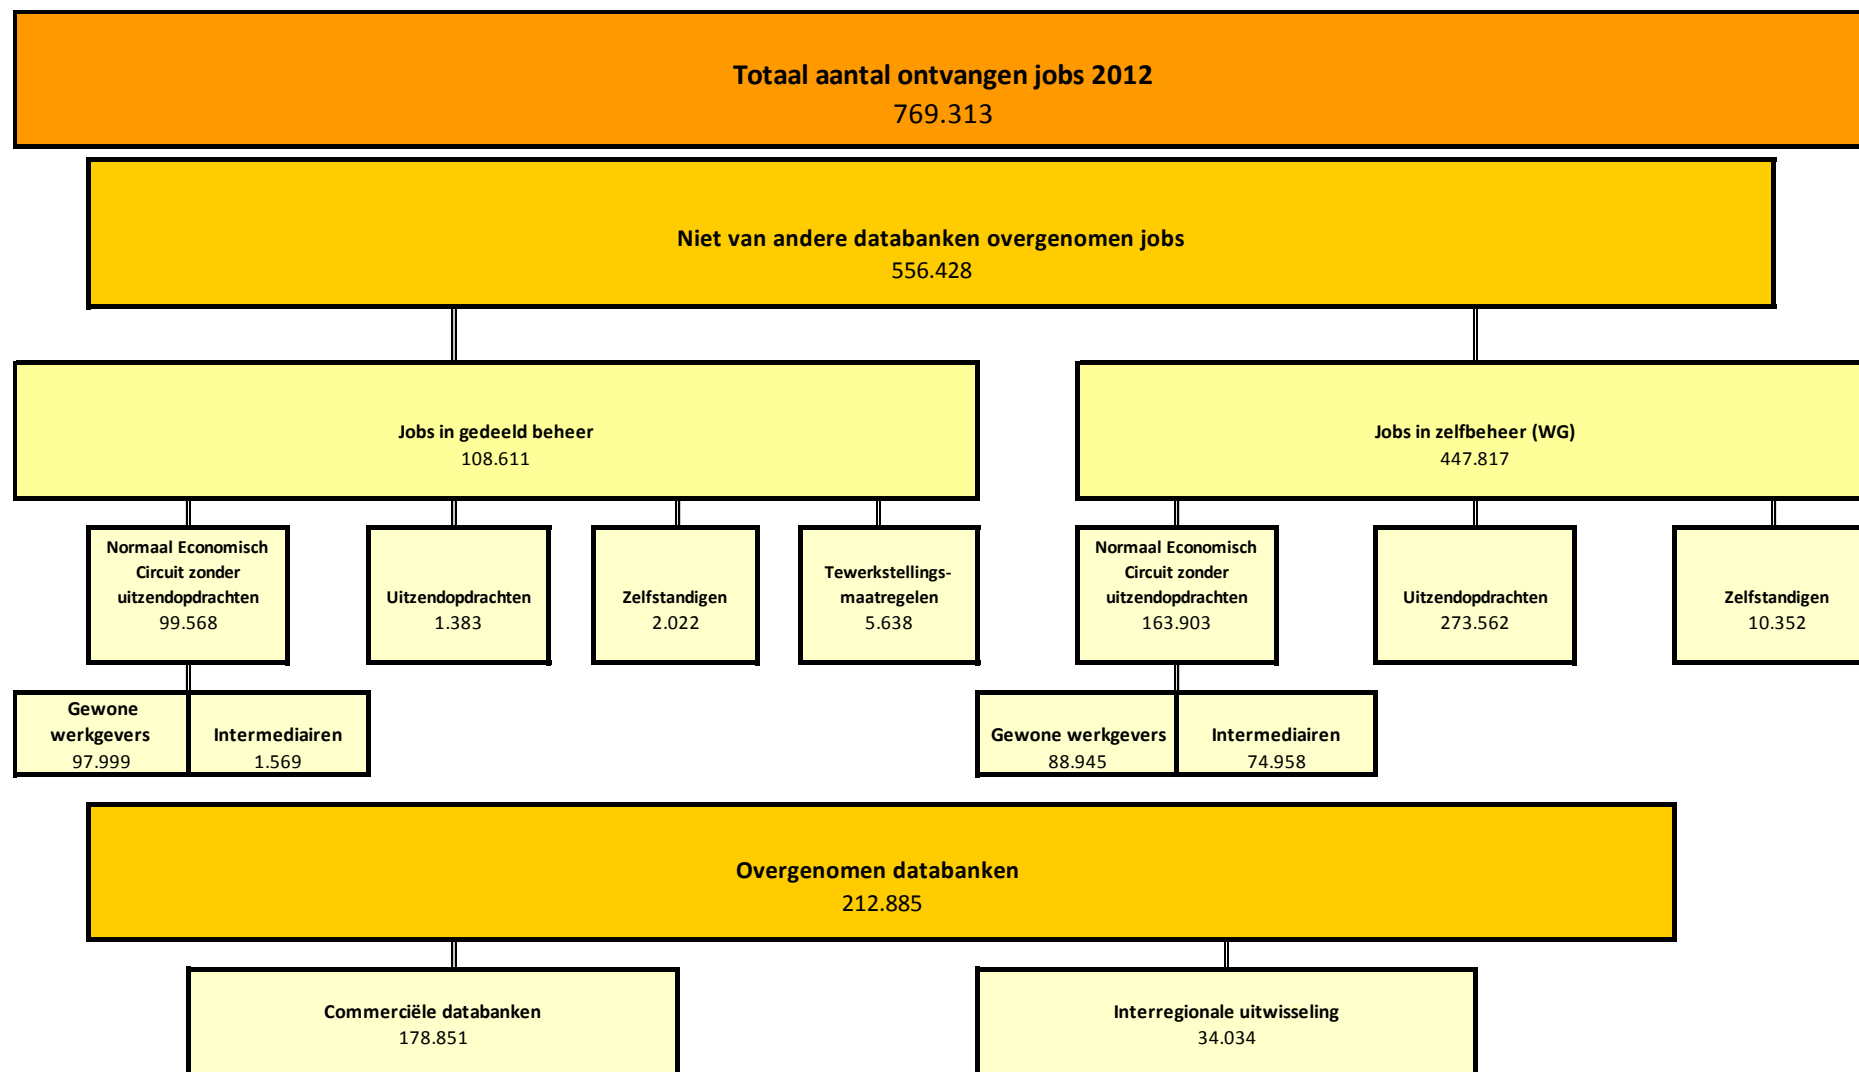 Totaal aantal ontvangen jobs 2012
769.313
Niet van andere databanken overgenomen jobs
556.428
Jobs in gedeeld beheer
108.611
Jobs in zelfbeheer (WG)
447.817
Normaal Economisch
Circuit zonder
uitzendopdrachten
99.568
Uitzendopdrachten
1.383
Zelfstandigen
2.022
Tewerkstellings-
maatregelen
5.638
Normaal Economisch
Circuit zonder
uitzendopdrachten
163.903
Uitzendopdrachten
273.562
Zelfstandigen
10.352
Gewone
werkgevers
97.999
Intermediairen
1.569
Gewone werkgevers
88.945
Intermediairen
74.958
Overgenomen databanken
212.885
Commerciële databanken
178.851
Interregionale uitwisseling
34.034